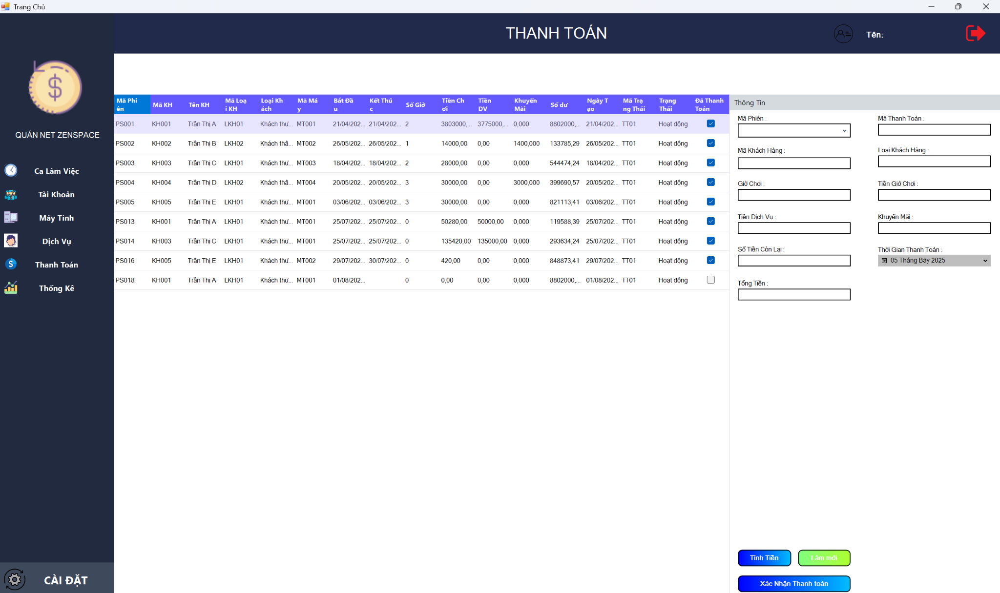 Trang Chủ
THANH TOÁN
Tên:
QUÁN NET ZENSPACE
Ca Làm Việc
Tài Khoản
Máy Tính
Dịch Vụ
Thanh Toán
Thống Kê
CÀI ĐẶT
Mã Phi
ên
Mã KH
Tên KH
Mã Loạ
i KH
Loại Kh
ách
Mã Má
y
Bắt Đầ
u
Kết Thú
c
Số Giờ
Tiền Ch
ơi
Tiền
DV
Khuyến
Mãi
Số dư
Ngày T
ạo
Mã Trạ
ng Thái
Trạng
Thái
Đã Thanh
Toán
PS001 KH001 Trần Thị A LKH01 Khách thư... MT001 21/04/202... 21/04/202... 2 3803000,... 3775000,... 0,000 8802000,... 21/04/202... TT01 Hoạt động
PS002 KH002 Trần Thị B LKH02 Khách thâ... MT002 26/05/202... 26/05/202... 1 14000,00 0,00 1400,000 133785,29 26/05/202... TT01 Hoạt động
PS003 KH003 Trần Thị C LKH01 Khách thư... MT003 18/04/202... 18/04/202... 2 28000,00 0,00 0,000 544474,24 18/04/202... TT01 Hoạt động
PS004 KH004 Trần Thị D LKH02 Khách thâ... MT004 20/05/202... 20/05/202... 3 30000,00 0,00 3000,000 399690,57 20/05/202... TT01 Hoạt động
PS005 KH005 Trần Thị E LKH01 Khách thư... MT001 03/06/202... 03/06/202... 3 30000,00 0,00 0,000 821113,41 03/06/202... TT01 Hoạt động
PS013 KH001 Trần Thị A LKH01 Khách thư... MT001 25/07/202... 25/07/202... 0 50280,00 50000,00 0,000 119588,39 25/07/202... TT01 Hoạt động
PS014 KH003 Trần Thị C LKH01 Khách thư... MT001 25/07/202... 25/07/202... 0 135420,00 135000,00 0,000 293634,24 25/07/202... TT01 Hoạt động
PS016 KH005 Trần Thị E LKH01 Khách thư... MT002 29/07/202... 30/07/202... 0 420,00 0,00 0,000 848873,41 29/07/202... TT01 Hoạt động
PS018 KH001 Trần Thị A LKH01 Khách thư... MT001 01/08/202... 0 0,00 0,00 0,000 8802000,... 01/08/202... TT01 Hoạt động
Thông Tin
Mã Phiên :
Mã Thanh Toán :
Mã Khách Hàng :
Loại Khách Hàng :
Giờ Chơi :
Tiền Giờ Chơi :
Tiền Dịch Vụ :
Khuyến Mãi :
Số Tiền Còn Lại :
Thời Gian Thanh Toán :
05 Tháng Bảy 2025
Tổng Tiền :
Tính Tiền
Làm mới
Xác Nhận Thanh toán